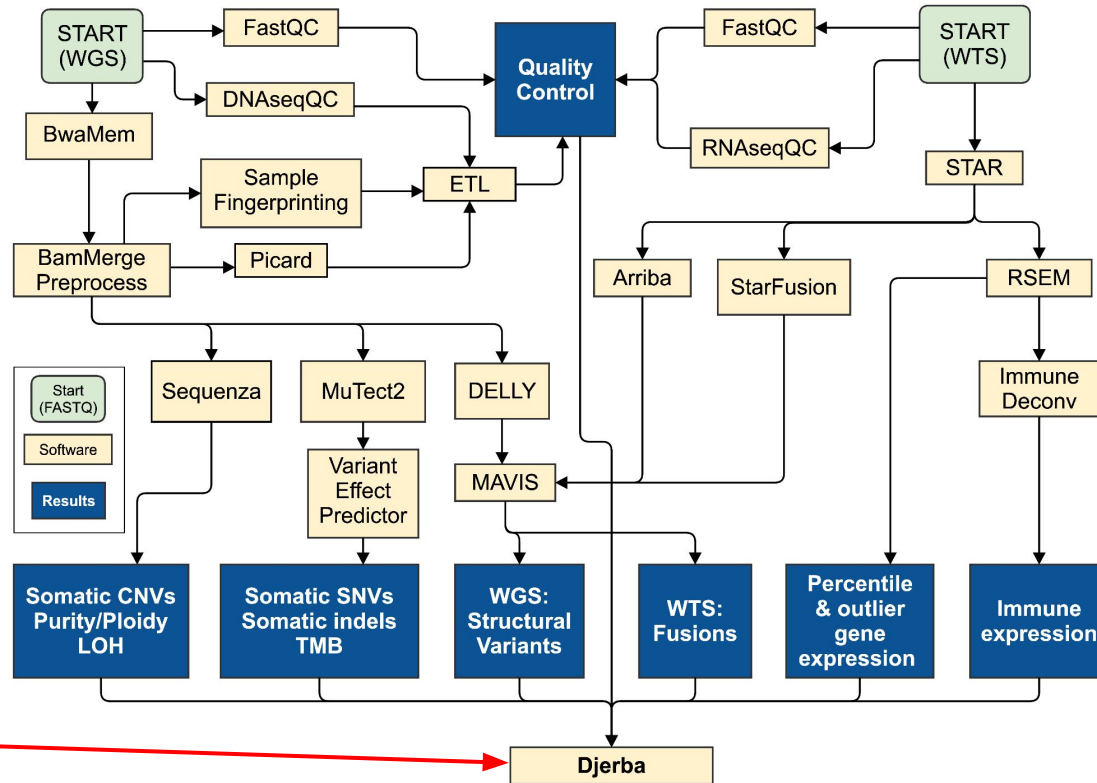 START
(WGS)
FastQC
Quality
Control
FastQC
START
(WTS)
DNAseqQC
BwaMem
RNAseqQC
STAR
Sample
Fingerprinting
ETL
BamMerge
Preprocess
Picard
Arriba
StarFusion
RSEM
Start
(FASTQ)
Software
Results
Sequenza
MuTect2
DELLY
Immune
Deconv
Variant
Effect
Predictor
MAVIS
Somatic CNVs
Purity/Ploidy
LOH
Somatic SNVs
Somatic indels
TMB
WGS:
Structural
Variants
WTS:
Fusions
Percentile
& outlier
gene
expression
Immune
expression
Djerba